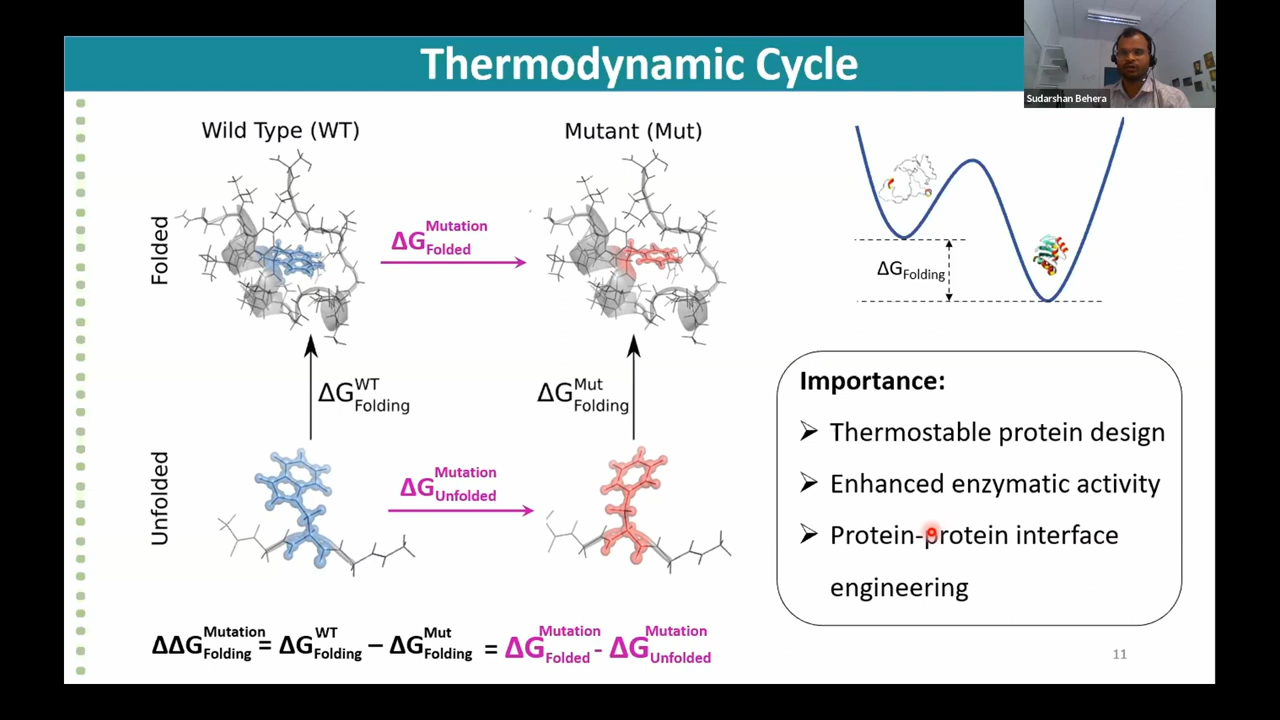 Thermodynamic Cycle
Sudarshan Behera
Wild Type (WT)
Mutant (Mut)
Folded
ΔG Mutation Folded
ΔG Folding
ΔG WT Folding
ΔG Mut Folding
Unfolded
ΔG Mutation Unfolded
Importance:
➢ Thermostable protein design
➢ Enhanced enzymatic activity
➢ Protein-protein interface
engineering
ΔΔG Mutation Folding = ΔG WT Folding − ΔG Mut Folding = ΔG Mutation Folded - ΔG Mutation Unfolded
11